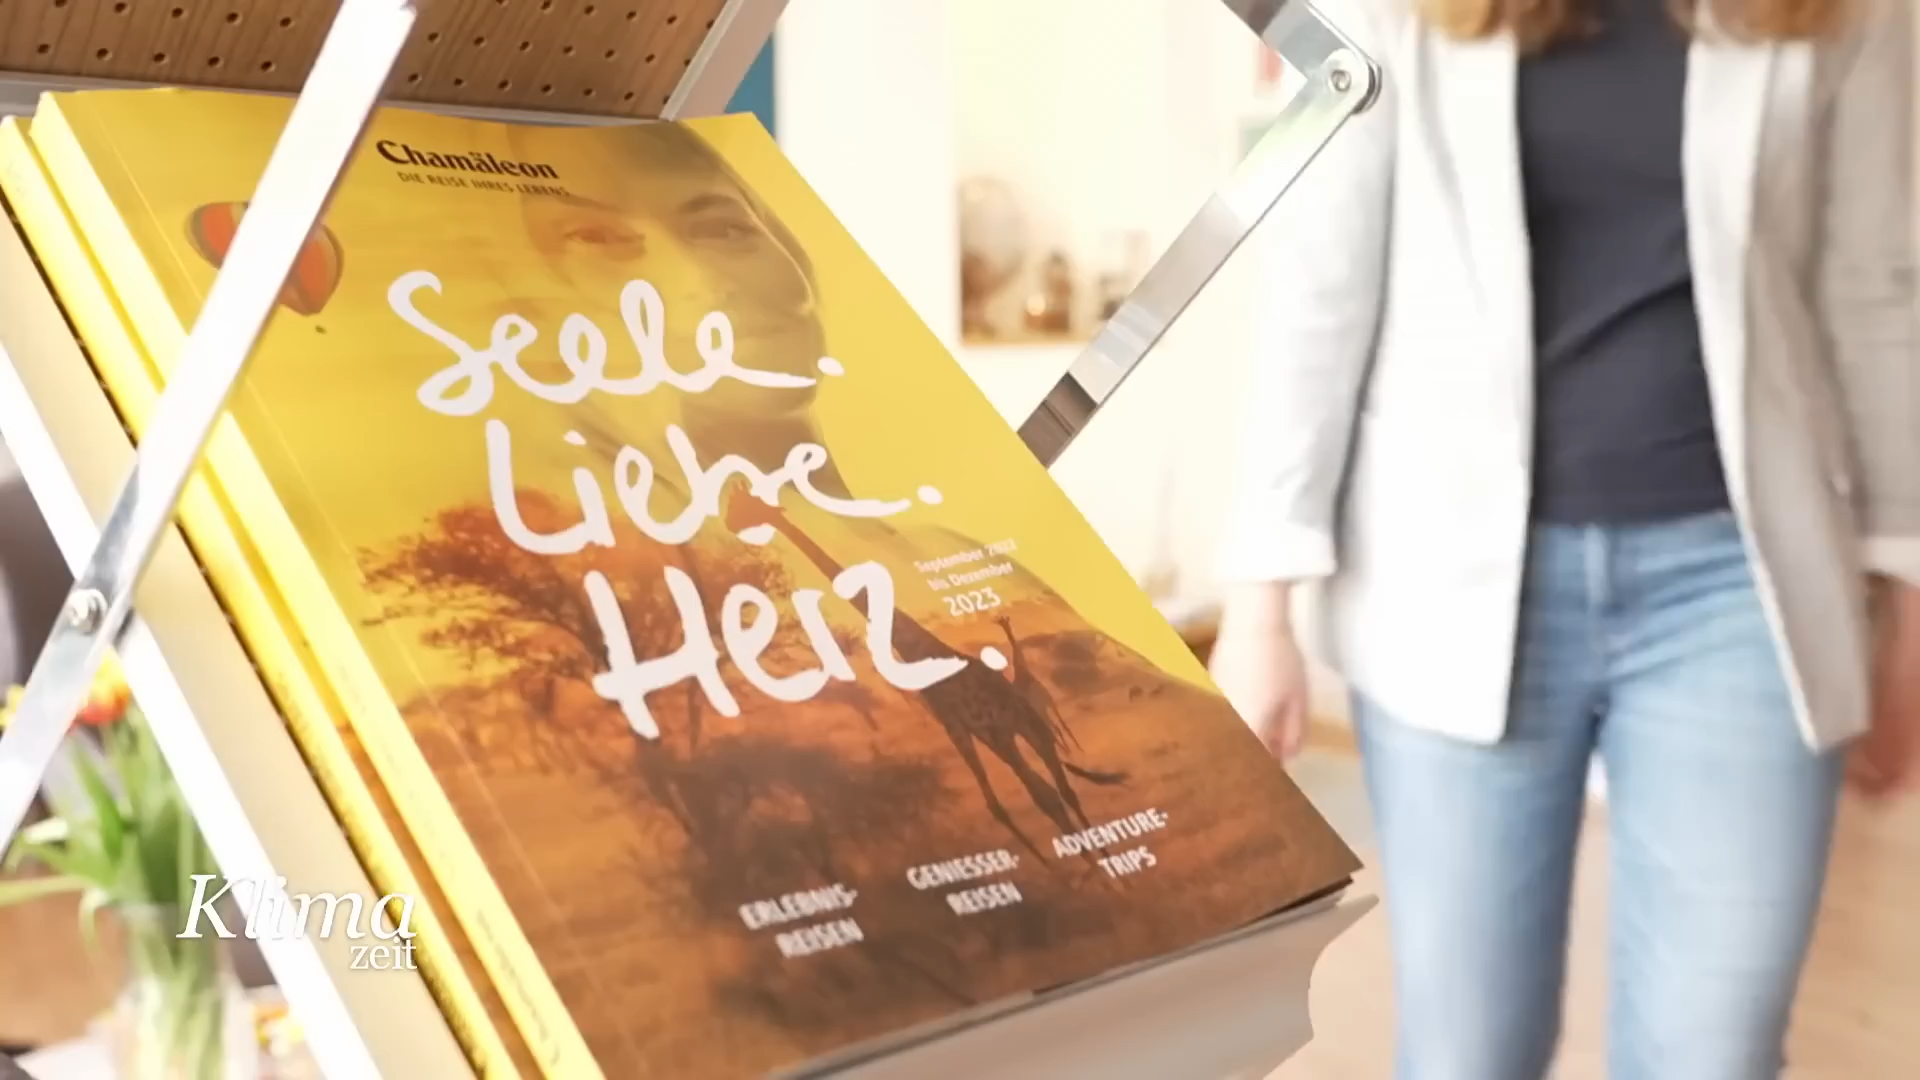 Chamäleon
DIE REISE IHRES LEBENS
Seele.
Liebe.
Herz.
September 2022
bis Dezember
2023
ADVENTURE-
TRIPS
GENIESSER-
REISEN
ERLEBNIS-
REISEN
Klima
zeit